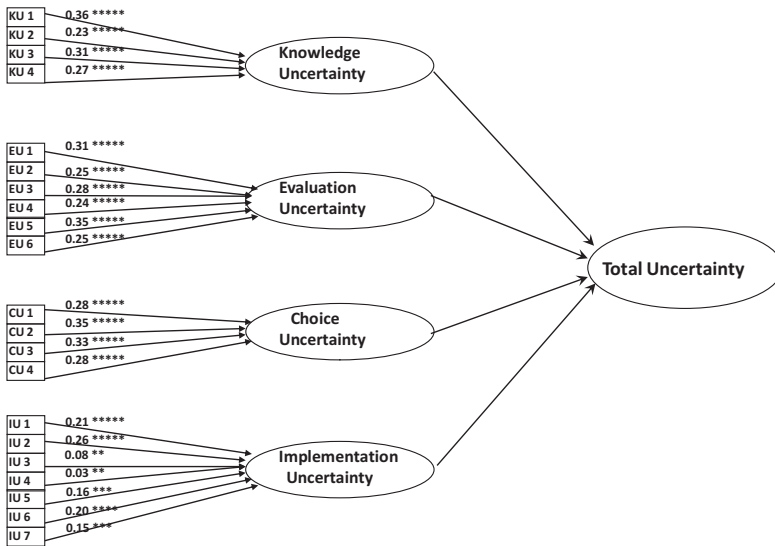 KU 1 0.36 *****
KU 2 0.23 *****
KU 3 0.31 *****
KU 4 0.27 *****
Knowledge
Uncertainty
EU 1 0.31 *****
EU 2 0.25 *****
EU 3 0.28 *****
EU 4 0.24 *****
EU 5 0.35 *****
EU 6 0.25 *****
Evaluation
Uncertainty
Total Uncertainty
CU 1 0.28 *****
CU 2 0.35 *****
CU 3 0.33 *****
CU 4 0.28 *****
Choice
Uncertainty
IU 1 0.21 *****
IU 2 0.26 *****
IU 3 0.08 **
IU 4 0.03 **
IU 5 0.16 ***
IU 6 0.20 ****
IU 7 0.15 ***
Implementation
Uncertainty